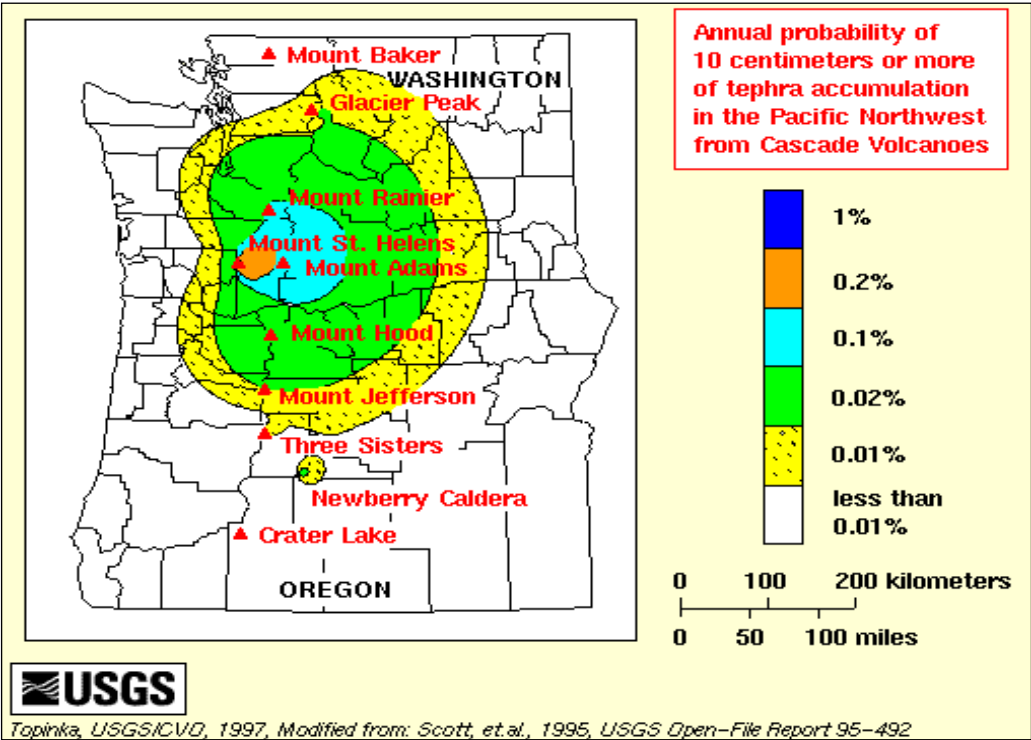 Annual probability of
10 centimeters or more
of tephra accumulation
in the Pacific Northwest
from Cascade Volcanoes
Mount Baker
WASHINGTON
Glacier Peak
Mount Rainier
Mount St. Helens
Mount Adams
Mount Hood
Mount Jefferson
Three Sisters
Newberry Caldera
Crater Lake
OREGON
1%
0.2%
0.1%
0.02%
0.01%
less than
0.01%
0 100 200 kilometers
0 50 100 miles
USGS
Topinka, USGS/CVO, 1997, Modified from: Scott, et.al., 1995, USGS Open-File Report 95-492